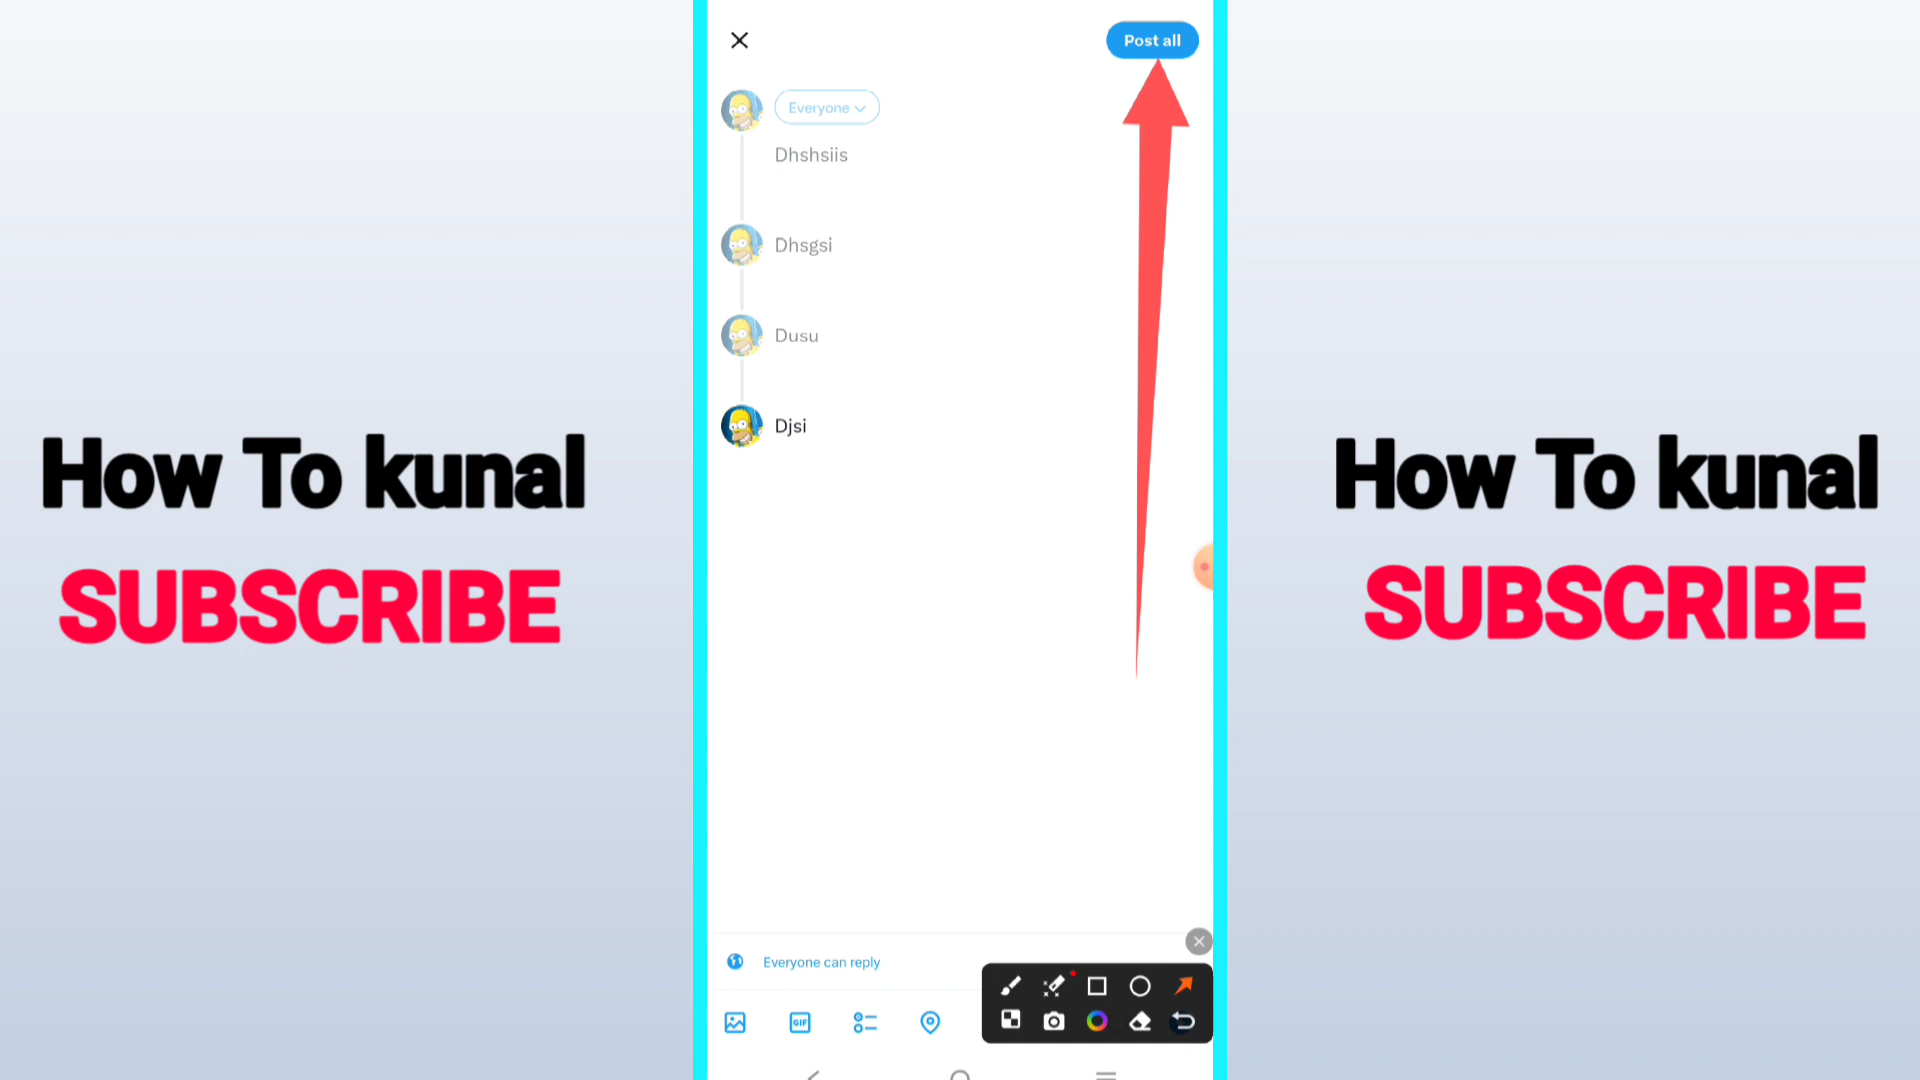 Post all
Everyone
Dhshsiis
Dhsgsi
Dusu
Djsi
How To kunal
SUBSCRIBE
How To kunal
SUBSCRIBE
Everyone can reply
GIF